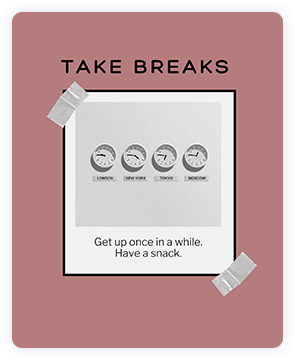 TAKE BREAKS
LONDON NEW YORK TOKYO MOSCOW
Get up once in a while.
Have a snack.